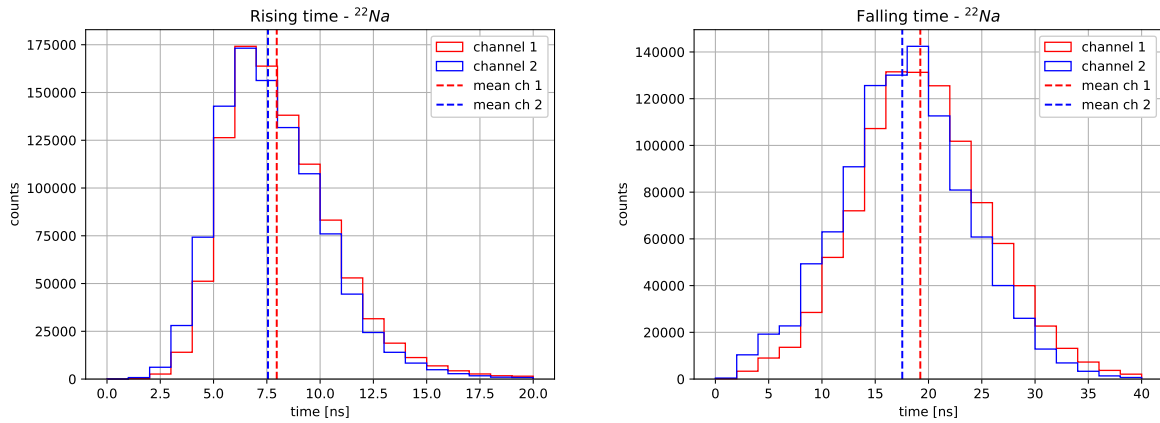 Rising time - ²²Na
175000
150000
125000
100000
75000
50000
25000
0
counts
0.0 2.5 5.0 7.5 10.0 12.5 15.0 17.5 20.0
time [ns]
channel 1
channel 2
mean ch 1
mean ch 2
Falling time - ²²Na
140000
120000
100000
80000
60000
40000
20000
0
counts
0 5 10 15 20 25 30 35 40
time [ns]
channel 1
channel 2
mean ch 1
mean ch 2